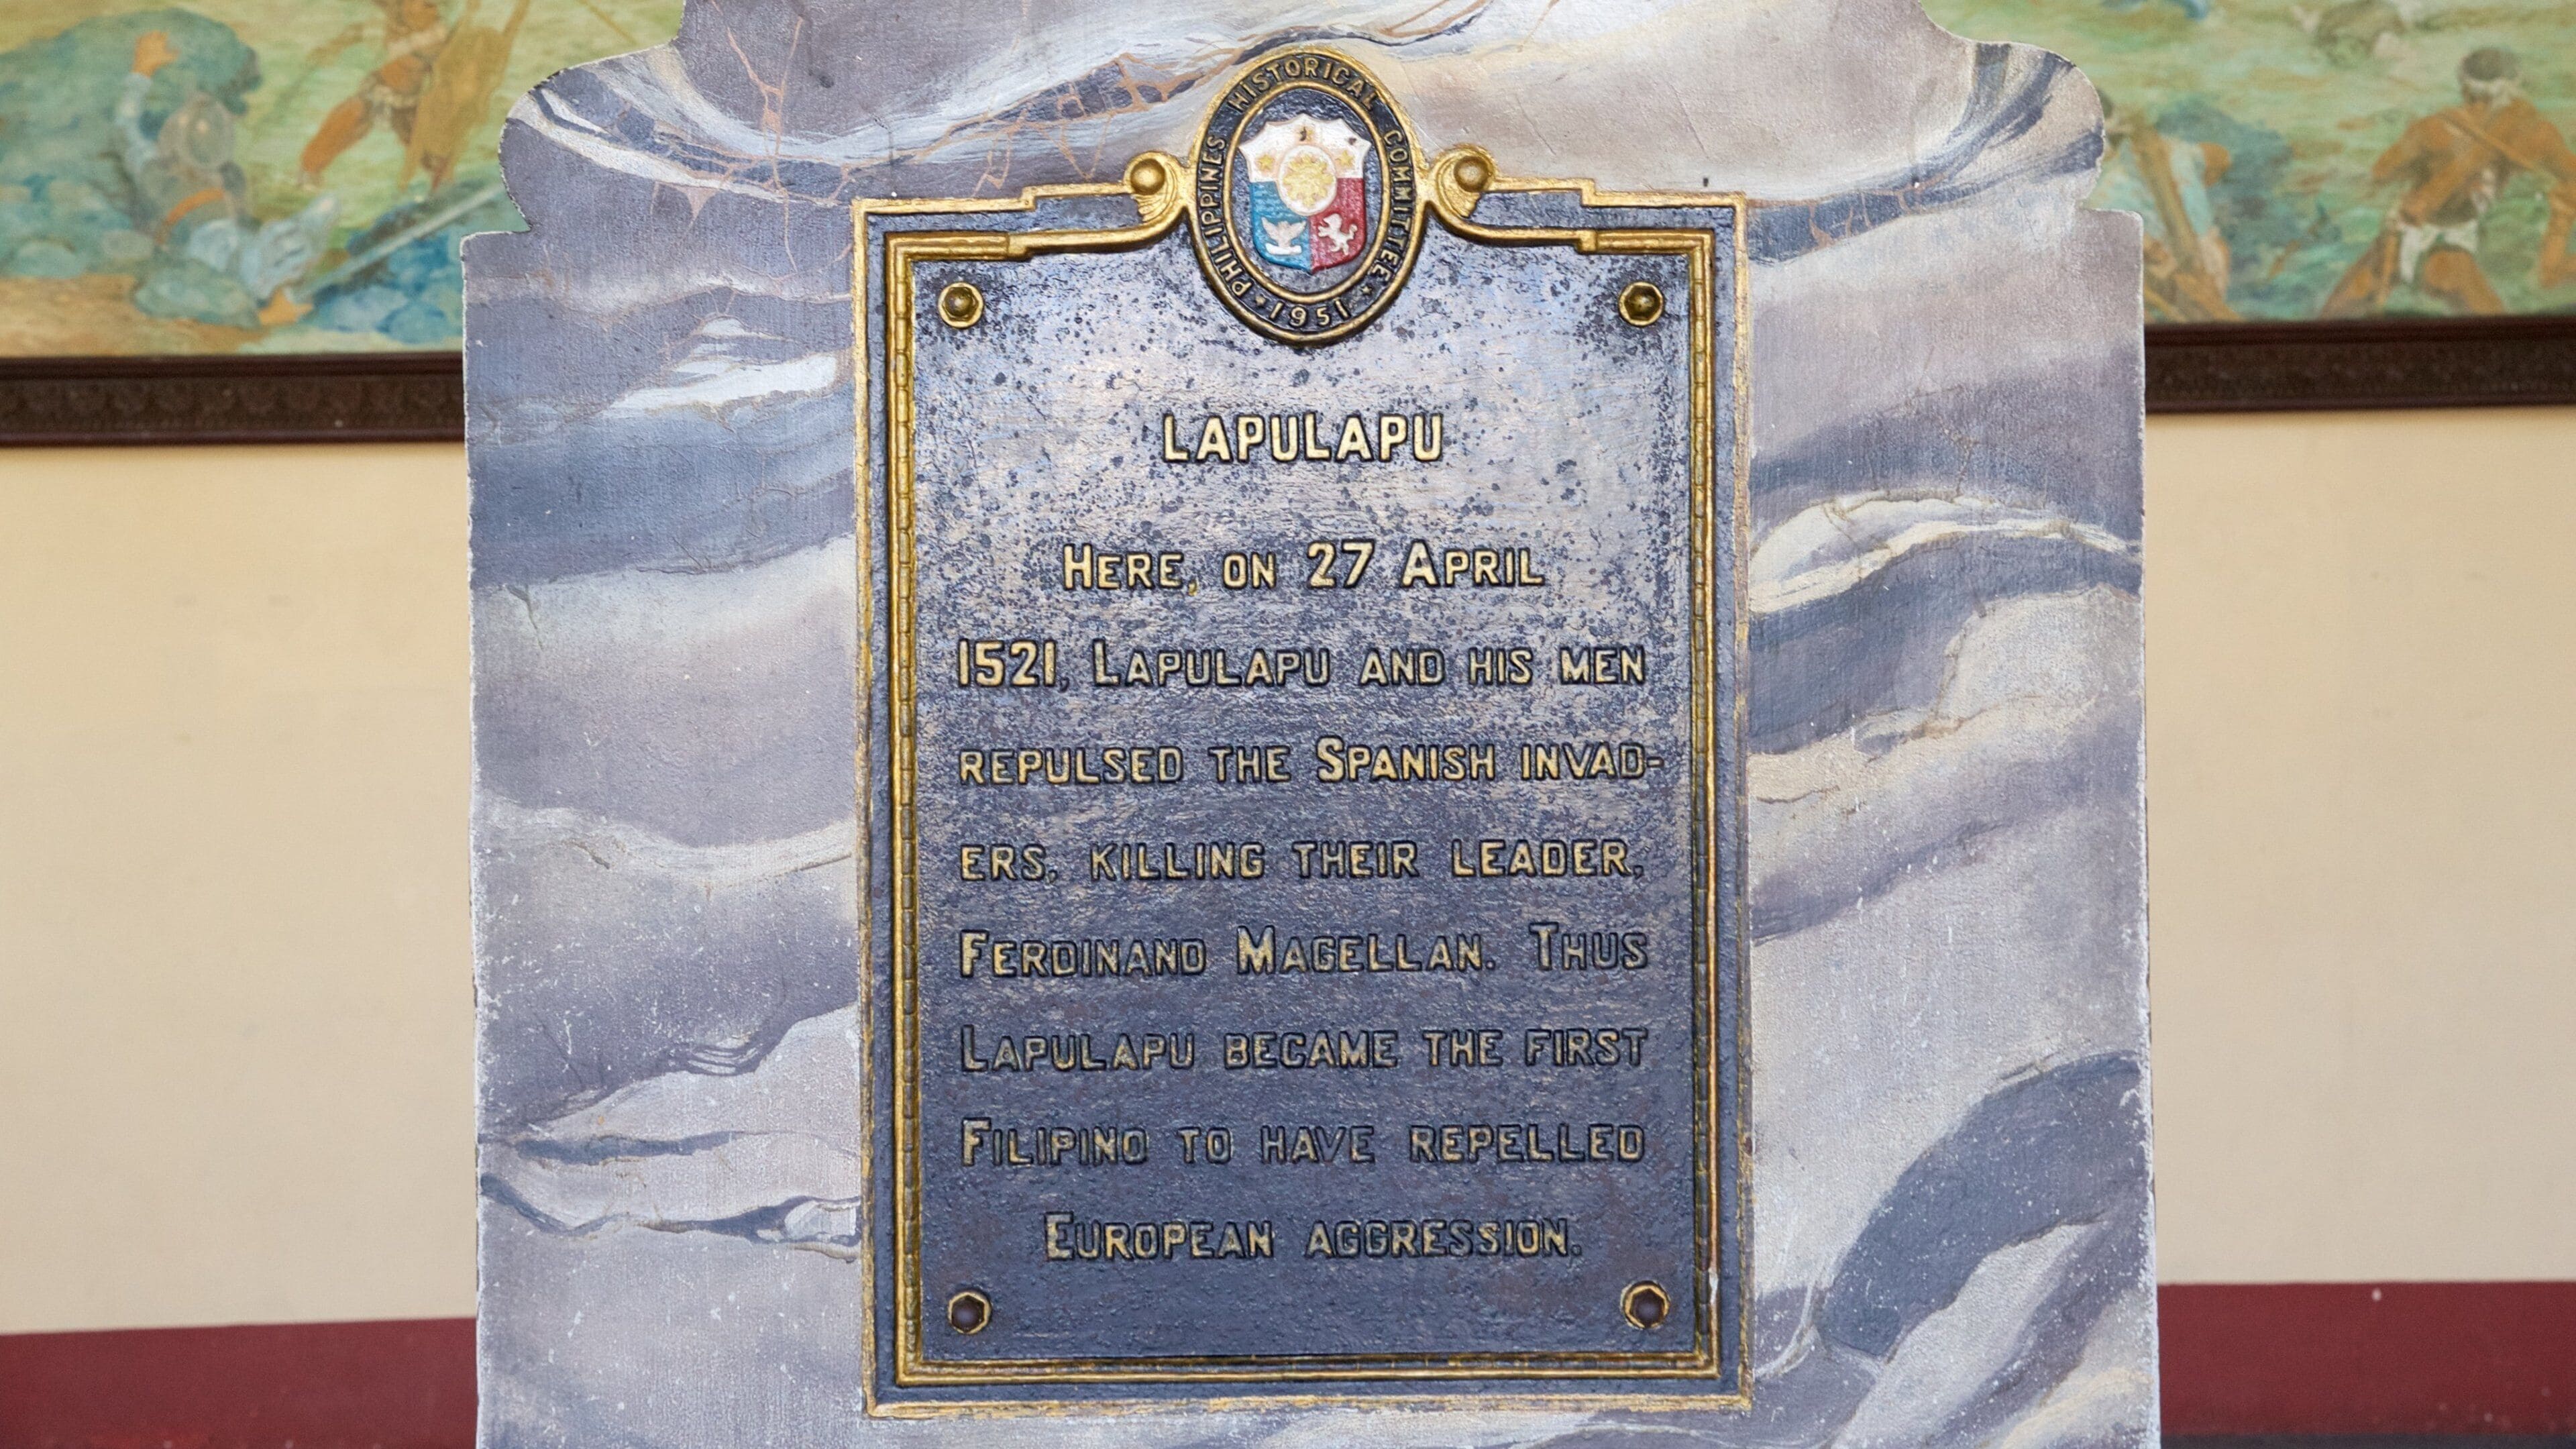 PHILIPPINES HISTORICAL COMMITTEE
1951
LAPULAPU
HERE, ON 27 APRIL
1521, LAPULAPU AND HIS MEN
REPULSED THE SPANISH INVAD-
ERS, KILLING THEIR LEADER,
FERDINAND MAGELLAN. THUS
LAPULAPU BECAME THE FIRST
FILIPINO TO HAVE REPELLED
EUROPEAN AGGRESSION.